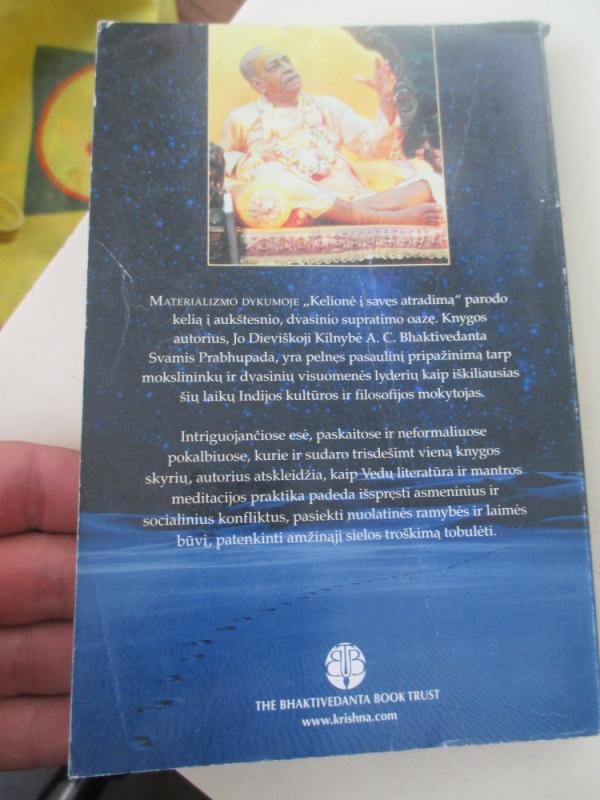 MATERIALIZMO DYKUMOJE „Kelionė į savęs atradimą“ parodo
kelią į aukštesnio, dvasinio supratimo oazę. Knygos
autorius, Jo Dieviškoji Kilnybė A. C. Bhaktivedanta
Svamis Prabhupada, yra pelnęs pasaulinį pripažinimą tarp
mokslininkų ir dvasinių visuomenės lyderių kaip iškiliausias
šių laikų Indijos kultūros ir filosofijos mokytojas.
Intriguojančiose esė, paskaitose ir neformaliuose
pokalbiuose, kurie ir sudaro trisdešimt vieną knygos
skyrių, autorius atskleidžia, kaip Vedų literatūra ir mantros
meditacijos praktika padeda išspręsti asmeninius ir
socialinius konfliktus, pasiekti nuolatinės ramybės ir laimės
būvį, patenkinti amžinąjį sielos troškimą tobulėti.
BTB
THE BHAKTIVEDANTA BOOK TRUST
www.krishna.com